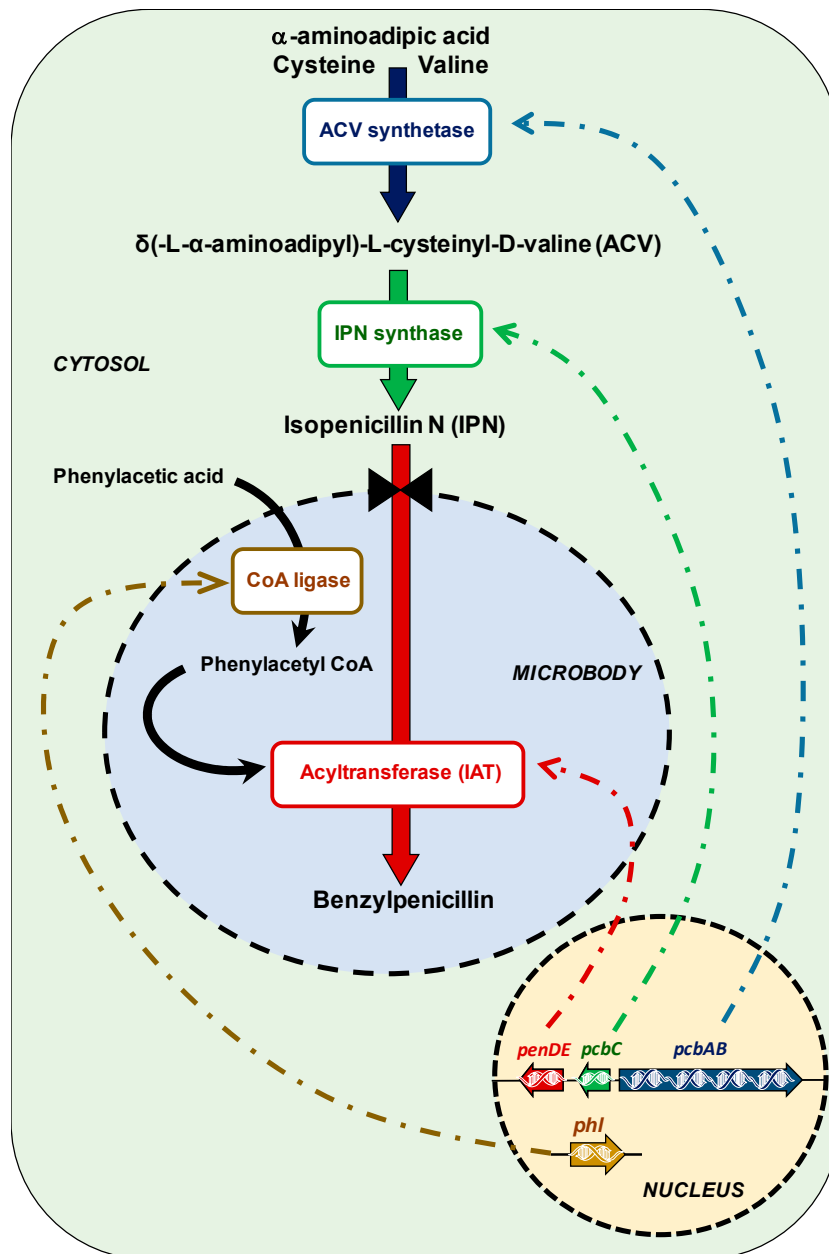 α-aminoadipic acid
Cysteine Valine
ACV synthetase
δ(-L-α-aminoadipyl)-L-cysteinyl-D-valine (ACV)
IPN synthase
CYTOSOL
Isopenicillin N (IPN)
Phenylacetic acid
CoA ligase
Phenylacetyl CoA
MICROBODY
Acyltransferase (IAT)
Benzylpenicillin
penDE pcbC pcbAB
phl
NUCLEUS